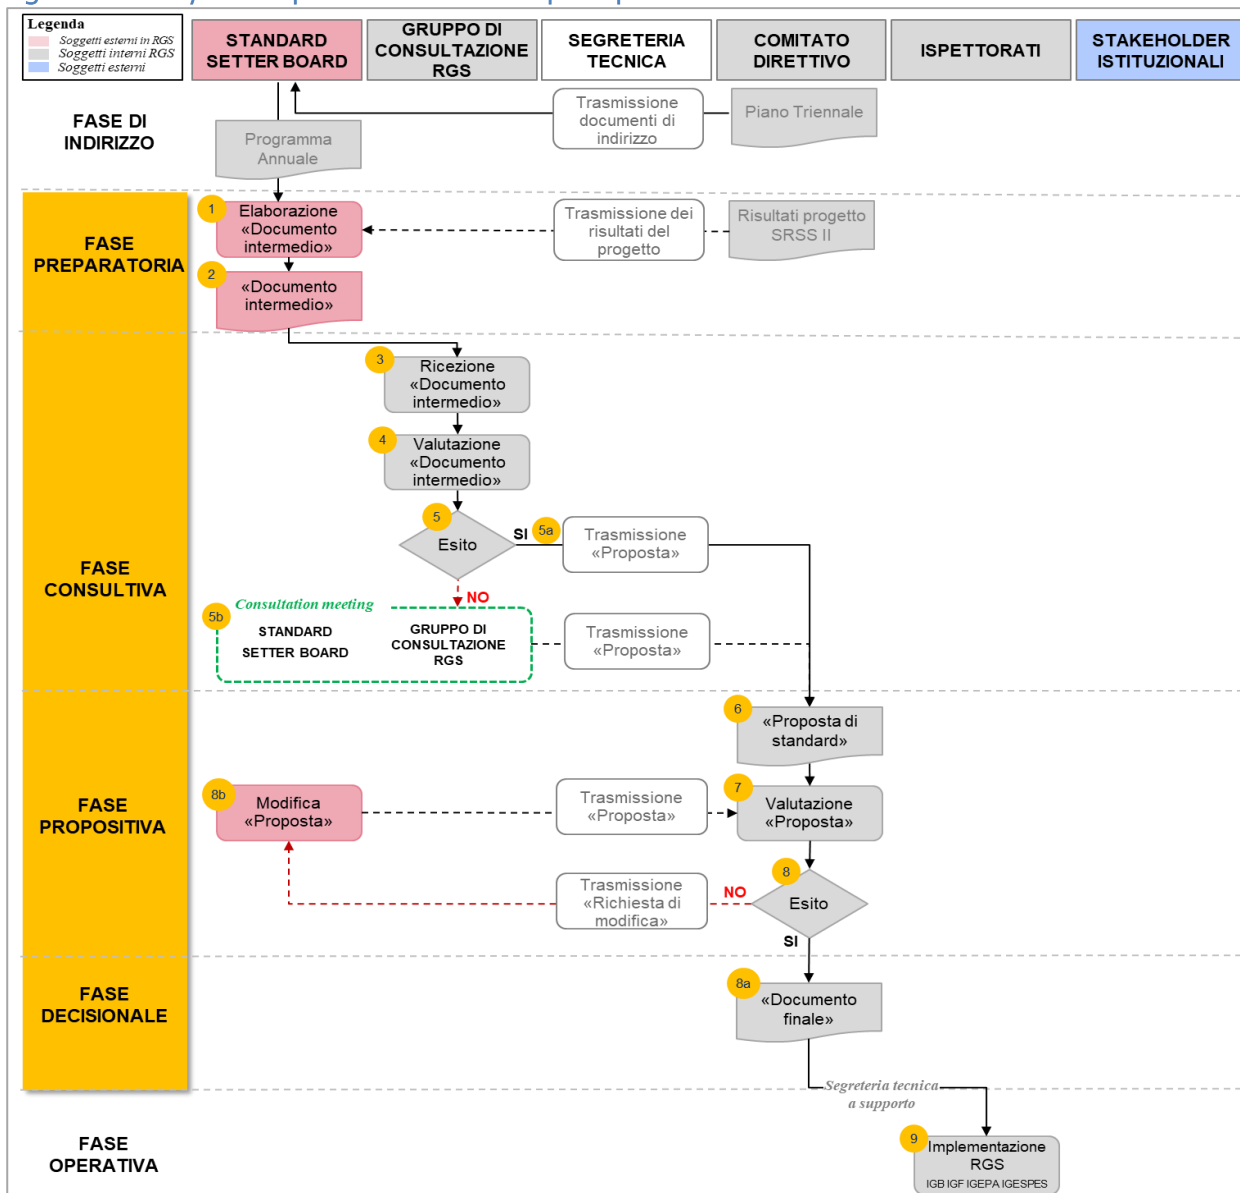 Legenda
Soggetti esterni in RGS
Soggetti interni RGS
Soggetti esterni
STANDARD
SETTER BOARD
GRUPPO DI
CONSULTAZIONE
RGS
SEGRETERIA
TECNICA
COMITATO
DIRETTIVO
ISPETTORATI
STAKEHOLDER
ISTITUZIONALI
FASE DI
INDIRIZZO
Programma
Annuale
Trasmissione
documenti di
indirizzo
Piano Triennale
FASE
PREPARATORIA
1
Elaborazione
«Documento
intermedio»
Trasmissione dei
risultati del
progetto
Risultati progetto
SRSS II
2
«Documento
intermedio»
FASE
CONSULTIVA
3
Ricezione
«Documento
intermedio»
4
Valutazione
«Documento
intermedio»
5
Esito
SI
5a
Trasmissione
«Proposta»
NO
5b
Consultation meeting
STANDARD
SETTER BOARD
GRUPPO DI
CONSULTAZIONE
RGS
Trasmissione
«Proposta»
FASE
PROPOSITIVA
6
«Proposta di
standard»
8b
Modifica
«Proposta»
Trasmissione
«Proposta»
7
Valutazione
«Proposta»
Trasmissione
«Richiesta di
modifica»
NO
8
Esito
SI
FASE
DECISIONALE
8a
«Documento
finale»
Segreteria tecnica
a supporto
FASE
OPERATIVA
9
Implementazione
RGS
IGB IGF IGEPA IGESPES